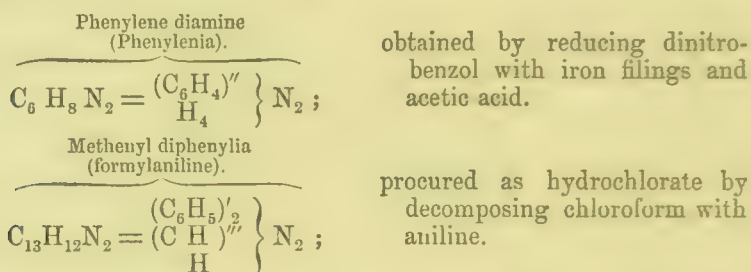 Phenylene diamine
(Phenylenia).
C₆ H₈ N₂ = (C₆H₄)″ H₄ } N₂ ;
obtained by reducing dinitro-
benzol with iron filings and
acetic acid.
Methenyl diphenylia
(formylaniline).
C₁₃H₁₂N₂ = (C₆H₅)′₂ (C H)‴ H } N₂ ;
procured as hydrochlorate by
decomposing chloroform with
aniline.